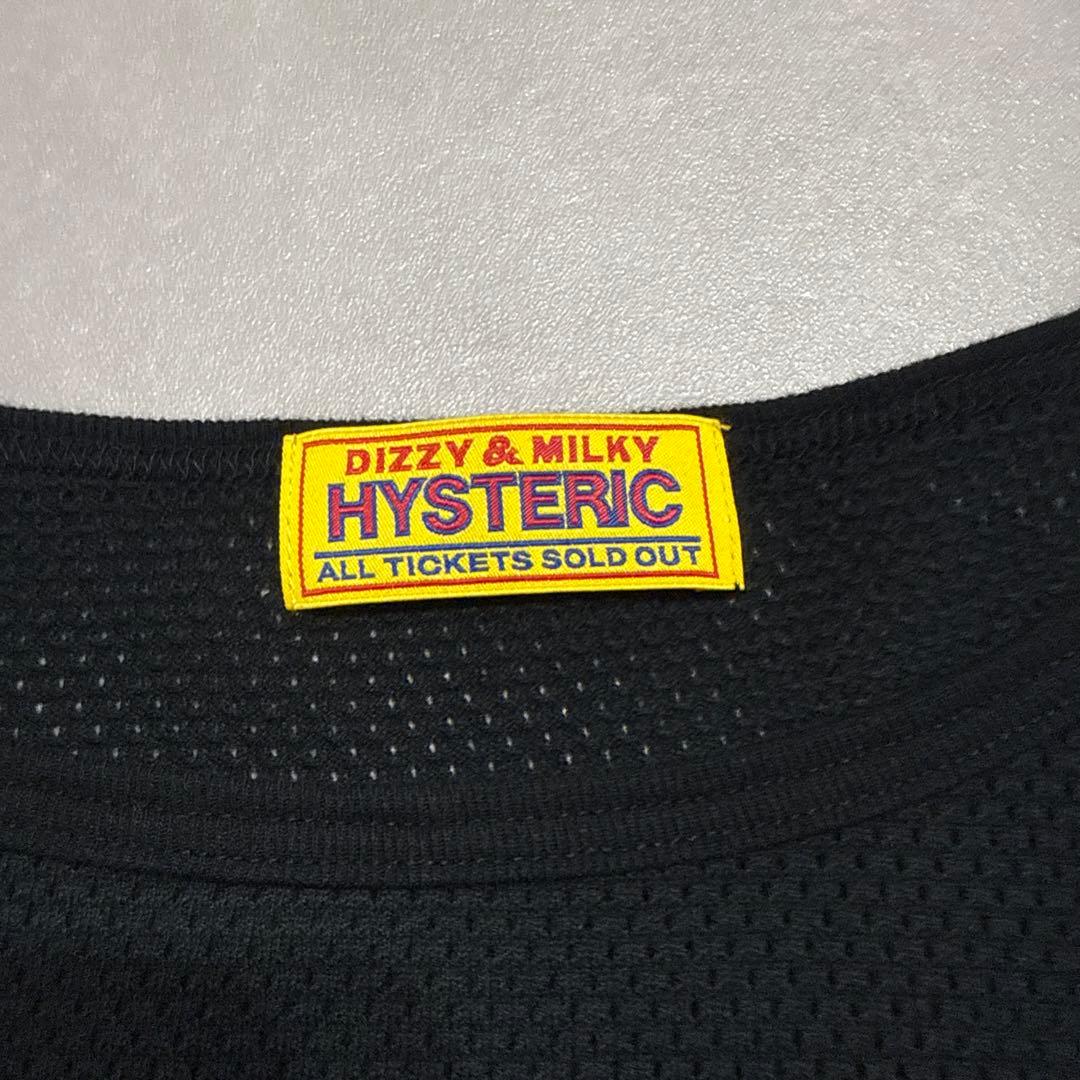 DIZZY & MILKY
HYSTERIC
ALL TICKETS SOLD OUT